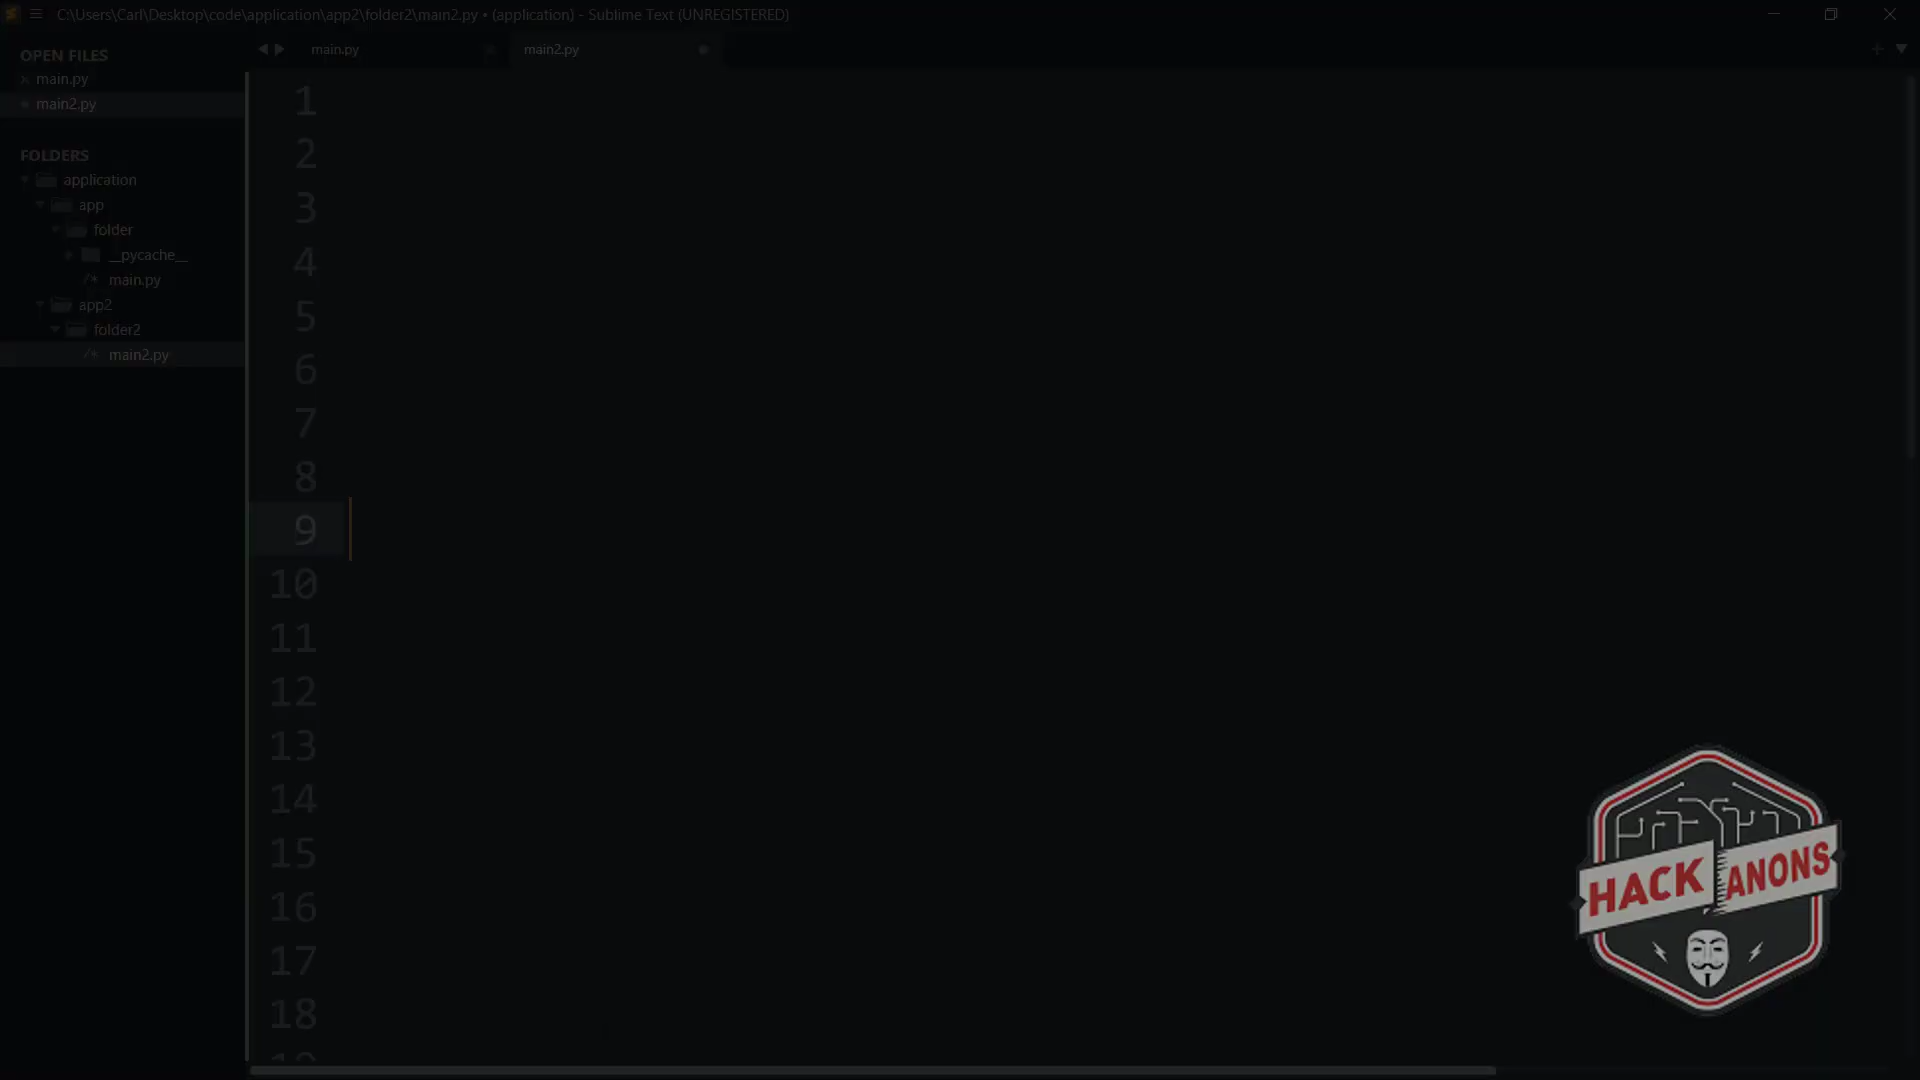 C:\Users\Carl\Desktop\code\application\app2\folder2\main2.py • (application) - Sublime Text (UNREGISTERED)
OPEN FILES
main.py
main2.py
FOLDERS
application
app
folder
__pycache__
main.py
app2
folder2
main2.py
main.py
main2.py
1
2
3
4
5
6
7
8
9
10
11
12
13
14
15
16
17
18
19
HACK ANONS